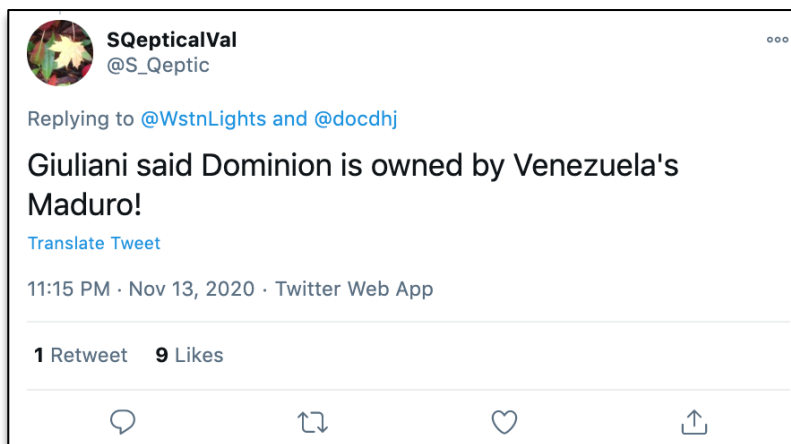 SQepticalVal
@S_Qeptic
Replying to @WstnLights and @docdhj
Giuliani said Dominion is owned by Venezuela's
Maduro!
Translate Tweet
11:15 PM · Nov 13, 2020 · Twitter Web App
1 Retweet 9 Likes